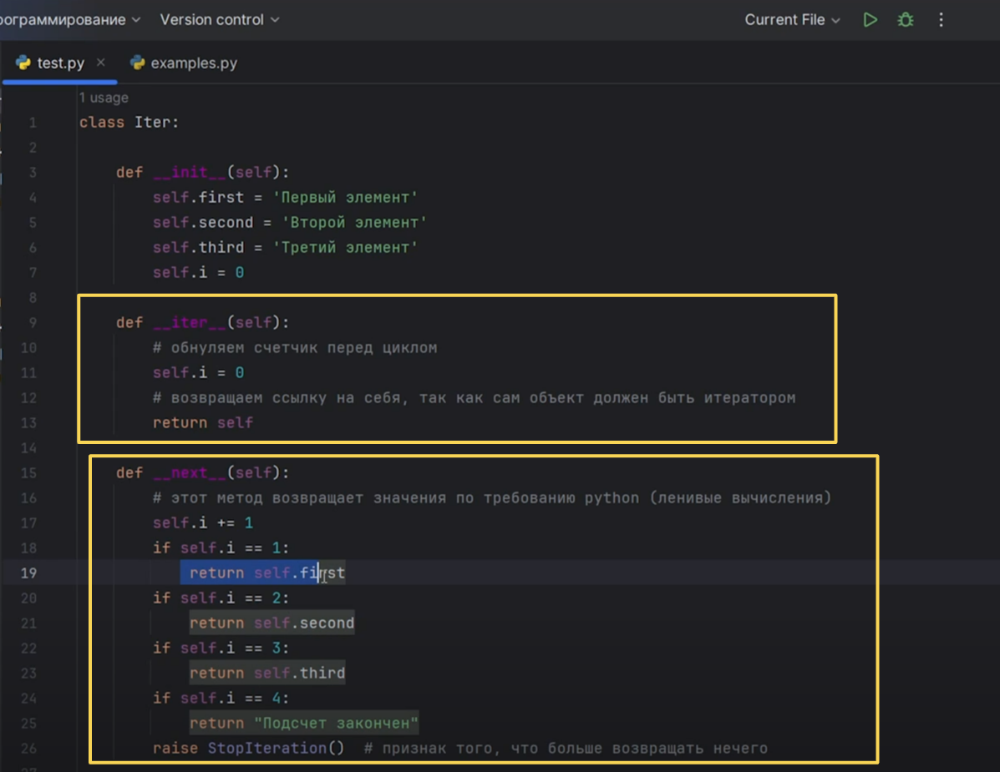 рограммирование Version control Current File
test.py examples.py
1 usage
1 class Iter:
2
3 def __init__(self):
4 self.first = 'Первый элемент'
5 self.second = 'Второй элемент'
6 self.third = 'Третий элемент'
7 self.i = 0
8
9 def __iter__(self):
10 # обнуляем счетчик перед циклом
11 self.i = 0
12 # возвращаем ссылку на себя, так как сам объект должен быть итератором
13 return self
14
15 def __next__(self):
16 # этот метод возвращает значения по требованию python (ленивые вычисления)
17 self.i += 1
18 if self.i == 1:
19 return self.first
20 if self.i == 2:
21 return self.second
22 if self.i == 3:
23 return self.third
24 if self.i == 4:
25 return "Подсчет закончен"
26 raise StopIteration() # признак того, что больше возвращать нечего